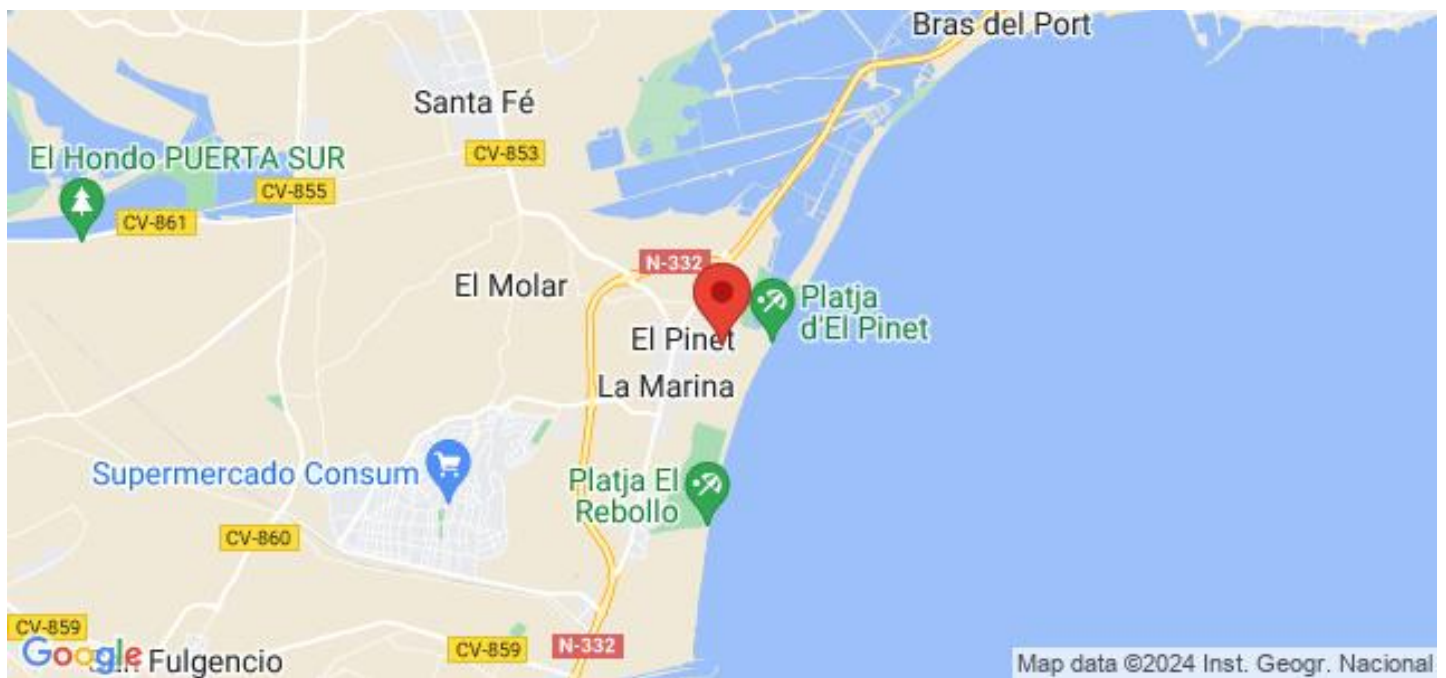 Bras del Port
Santa Fé
El Hondo PUERTA SUR
CV-853
CV-855
CV-861
N-332
El Molar
Platja
d'El Pinet
El Pinet
La Marina
Supermercado Consum
Platja El
Rebollo
CV-860
CV-859
CV-859
N-332
Google
Fulgencio
Map data ©2024 Inst. Geogr. Nacional